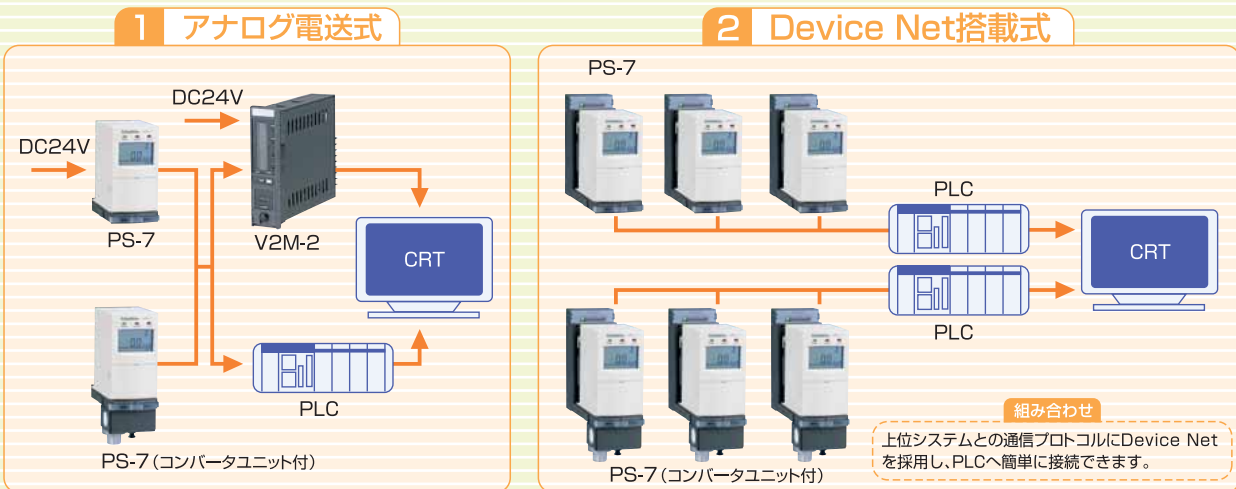 1 アナログ電送式
DC24V
DC24V
PS-7
V2M-2
CRT
PLC
PS-7(コンバータユニット付)
2 Device Net搭載式
PS-7
PLC
CRT
PLC
PS-7(コンバータユニット付)
組み合わせ
上位システムとの通信プロトコルにDevice Net
を採用し、PLCへ簡単に接続できます。